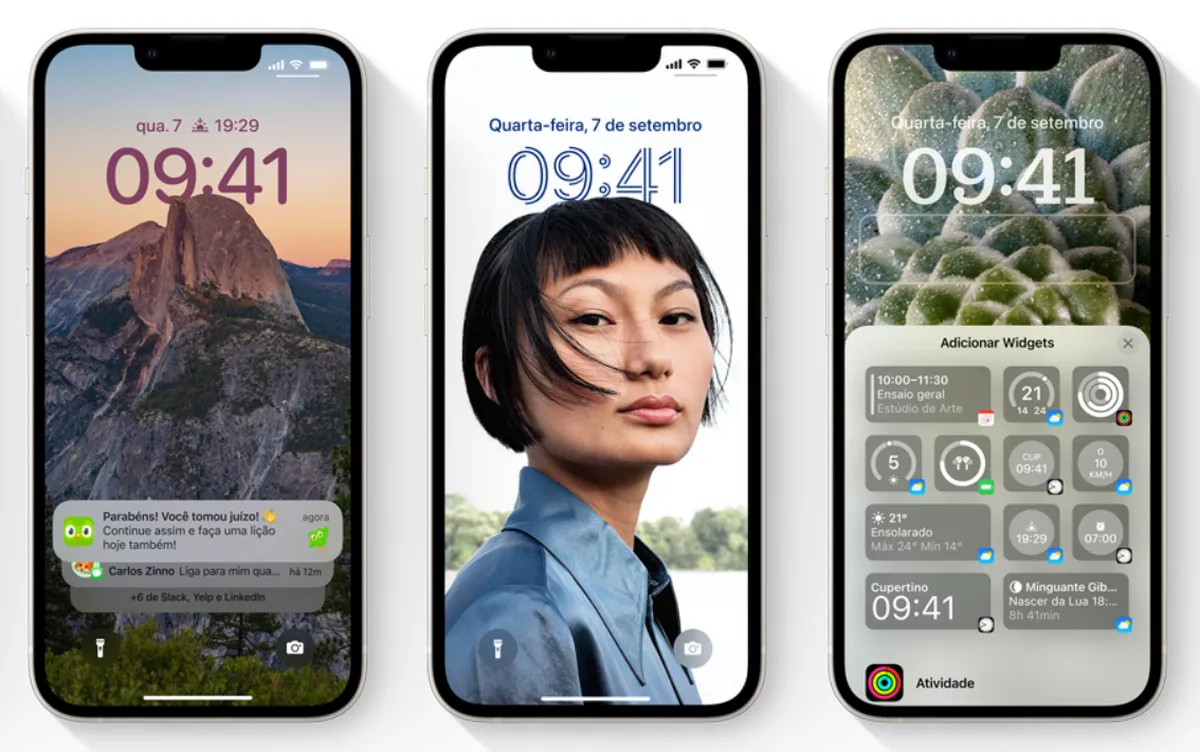 qua. 7 19:29
09:41
Parabéns! Você tomou juízo! 👏
agora
Continue assim e faça uma lição
hoje também!
Carlos Zinno Liga para mim qua...
há 12m
+6 de Slack, Yelp e LinkedIn
Quarta-feira, 7 de setembro
09:41
Quarta-feira, 7 de setembro
09:41
Adicionar Widgets
10:00–11:30
Ensaio geral
Estúdio de Arte
21
14 24
5
CUP
09:41
O
10
KM/H
21°
Ensolarado
Máx 24° Mín 14°
19:29
07:00
Cupertino
09:41
Minguante Gib...
Nascer da Lua 18:...
8h 41min
Atividade